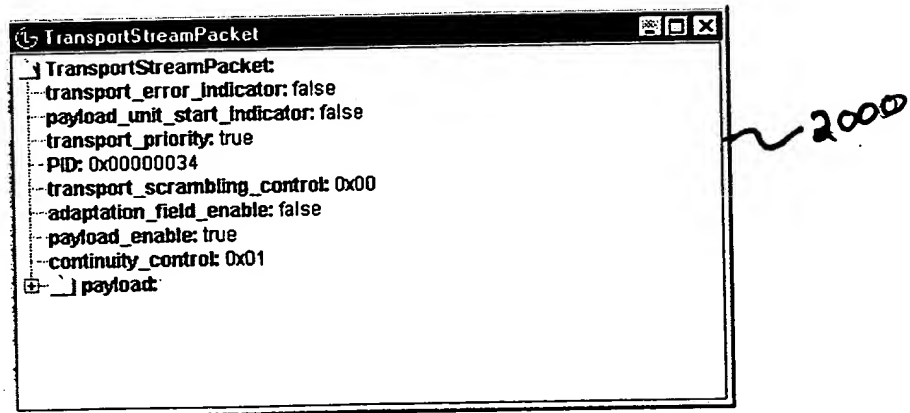 TransportStreamPacket
TransportStreamPacket:
transport_error_indicator: false
payload_unit_start_indicator: false
transport_priority: true
PID: 0x00000034
transport_scrambling_control: 0x00
adaptation_field_enable: false
payload_enable: true
continuity_control: 0x01
payload:
2000